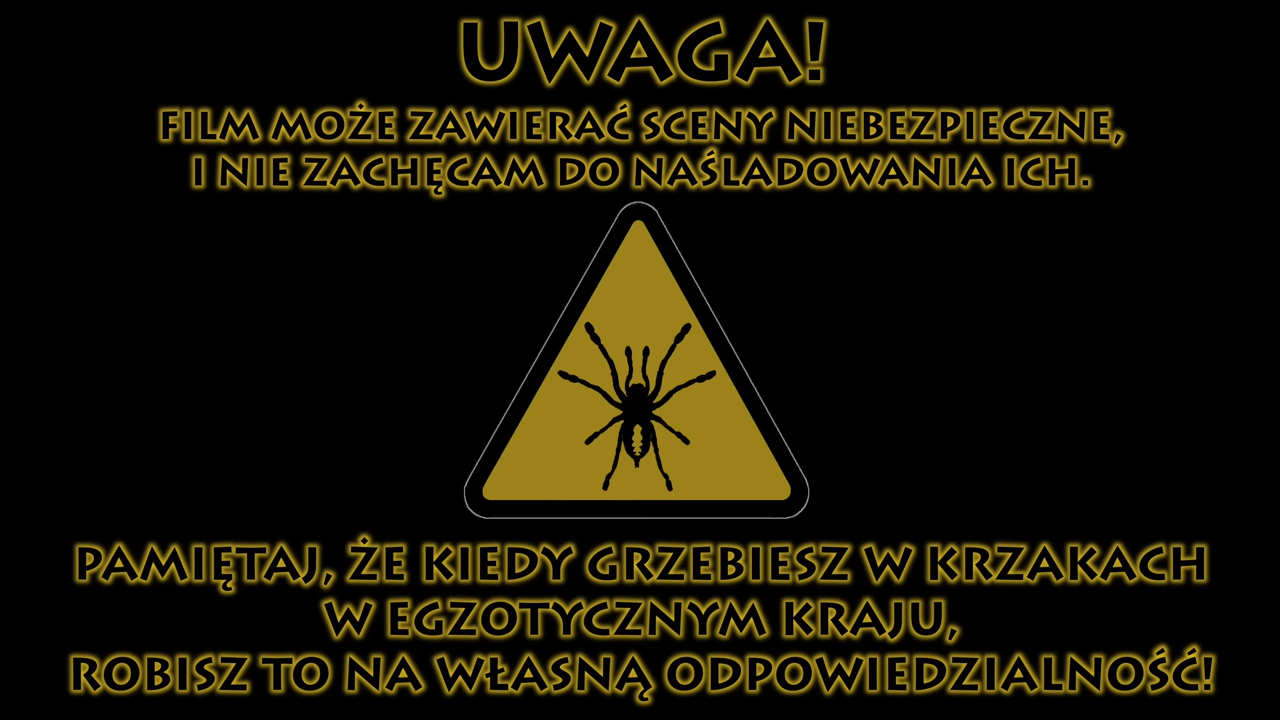 UWAGA!
FILM MOŻE ZAWIERAĆ SCENY NIEBEZPIECZNE,
I NIE ZACHĘCAM DO NAŚLADOWANIA ICH.
PAMIĘTAJ, ŻE KIEDY GRZEBIESZ W KRZAKACH
W EGZOTYCZNYM KRAJU,
ROBISZ TO NA WŁASNĄ ODPOWIEDZIALNOŚĆ!